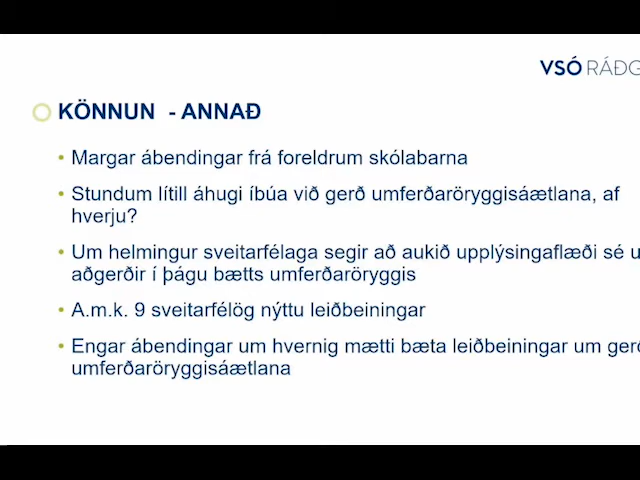 VSÓ RÁÐG
KÖNNUN - ANNAÐ
• Margar ábendingar frá foreldrum skólabarna
• Stundum lítill áhugi íbúa við gerð umferðaröryggisáætlana, af
hverju?
• Um helmingur sveitarfélaga segir að aukið upplýsingaflæði sé u
aðgerðir í þágu bætts umferðaröryggis
• A.m.k. 9 sveitarfélög nýttu leiðbeiningar
• Engar ábendingar um hvernig mætti bæta leiðbeiningar um gerð
umferðaröryggisáætlana